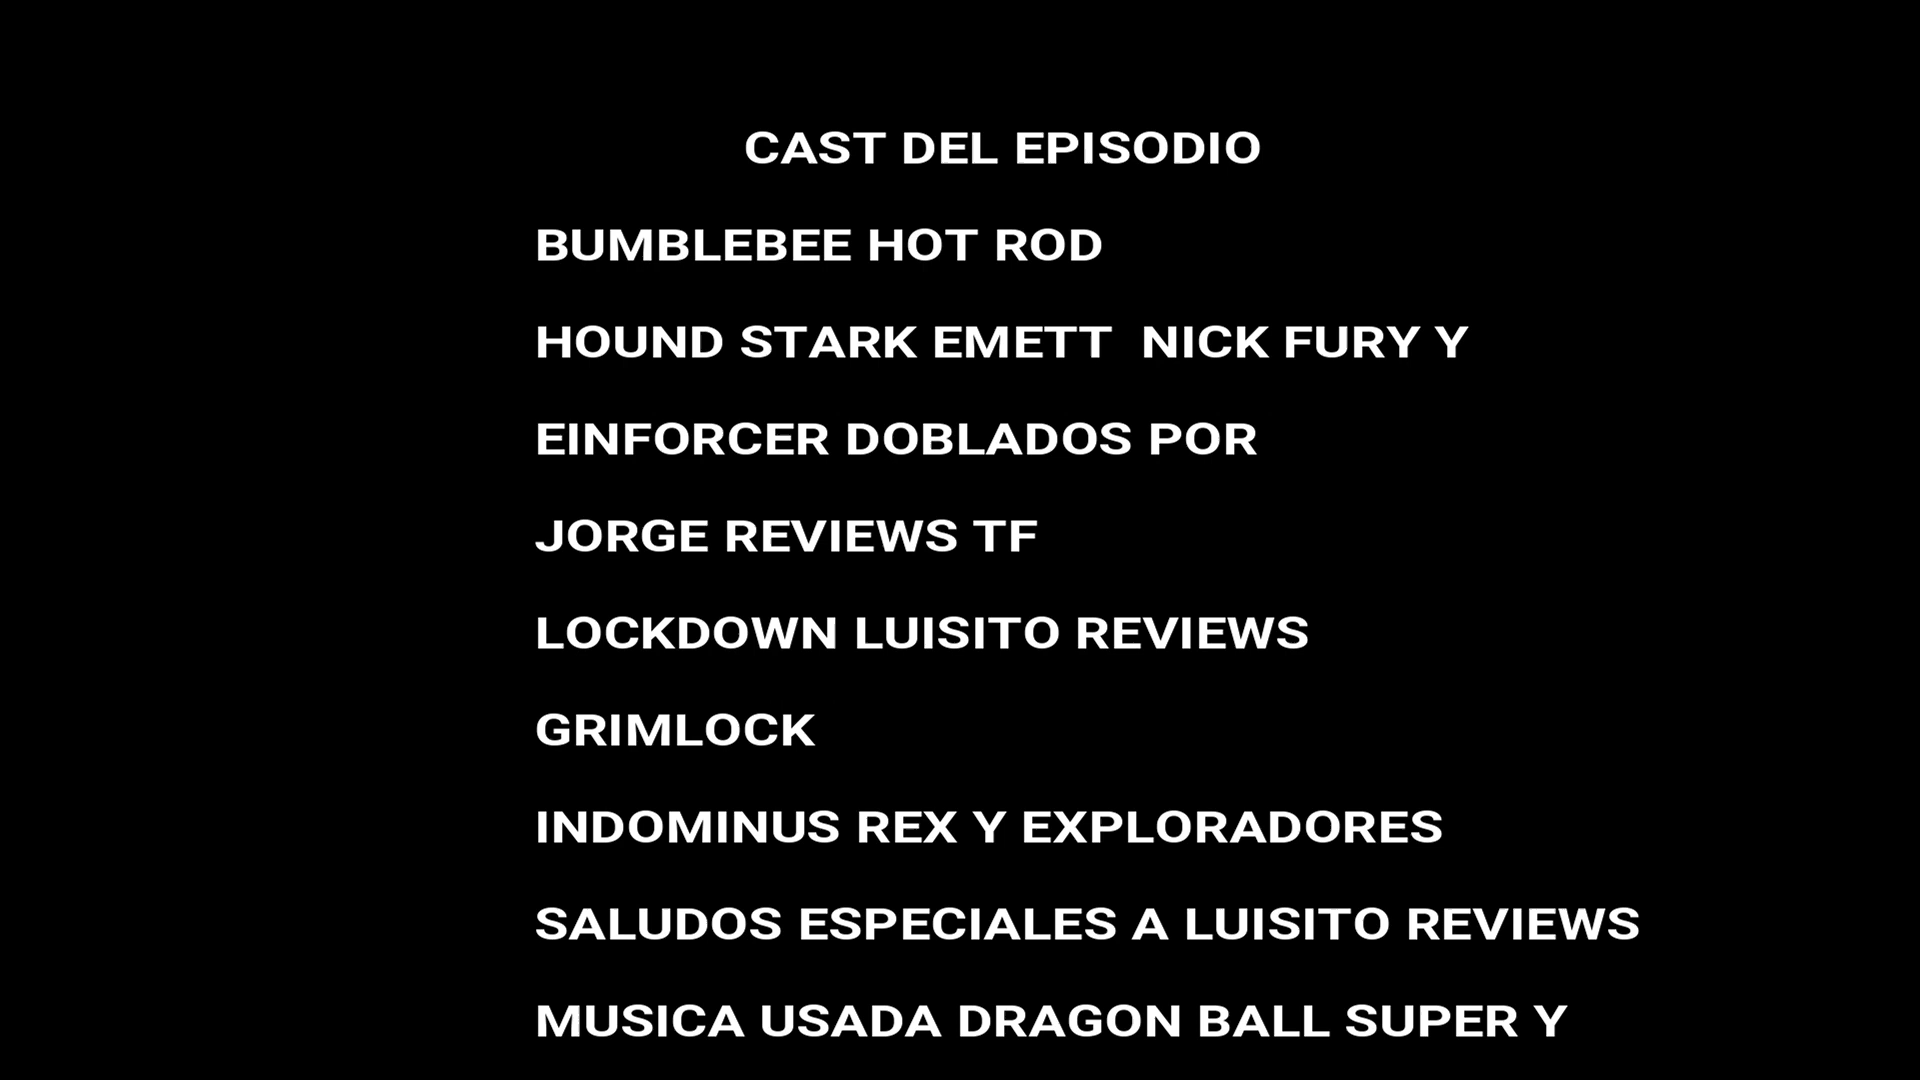 CAST DEL EPISODIO
BUMBLEBEE HOT ROD
HOUND STARK EMETT  NICK FURY Y
EINFORCER DOBLADOS POR
JORGE REVIEWS TF
LOCKDOWN LUISITO REVIEWS
GRIMLOCK
INDOMINUS REX Y EXPLORADORES
SALUDOS ESPECIALES A LUISITO REVIEWS
MUSICA USADA DRAGON BALL SUPER Y